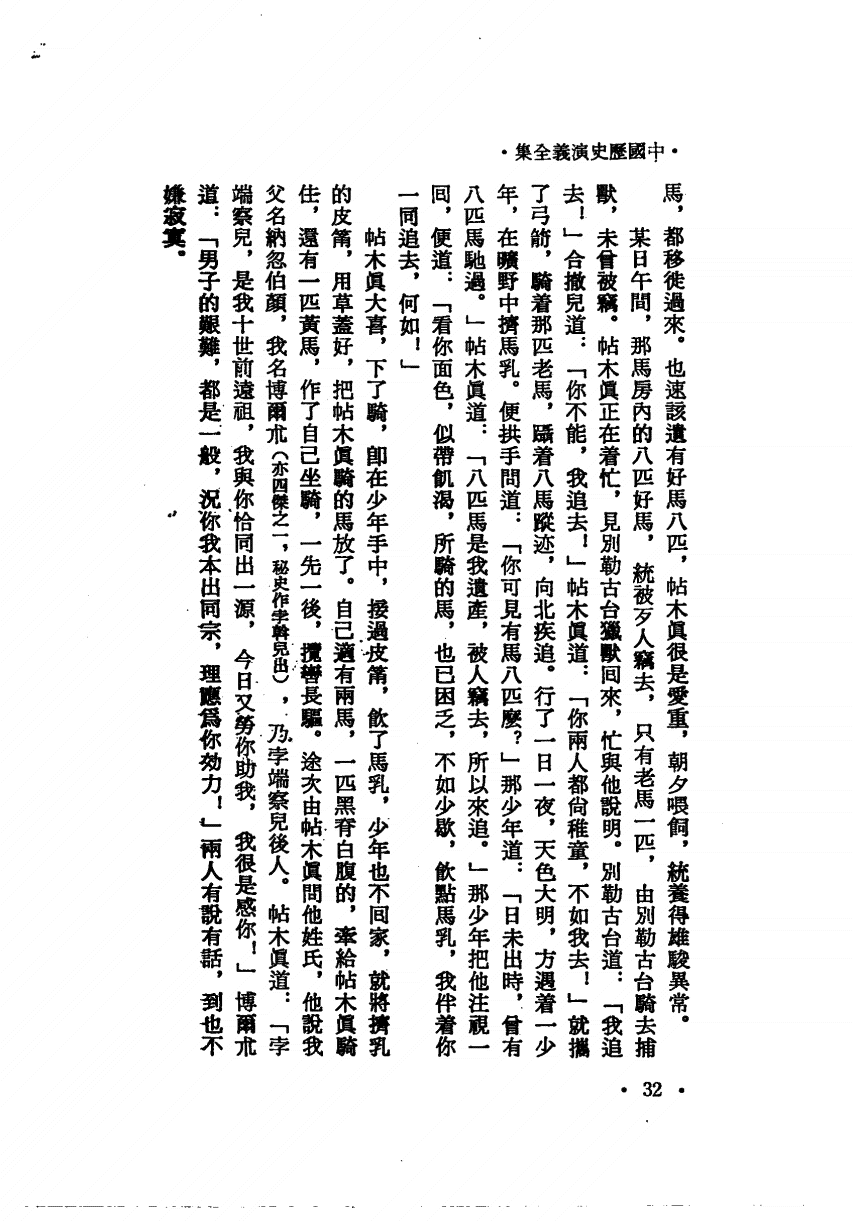 ·中國歷史演義全集·
馬，都移徙過來。也速該遺有好馬八匹，帖木眞很是愛重，朝夕喂飼，統養得雄駿異常。
某日午間，那馬房內的八匹好馬，統被歹人竊去，只有老馬一匹，由別勒古台騎去捕
獸，未曾被竊。帖木眞正在着忙，見別勒古台獵獸回來，忙與他說明。別勒古台道：「我追
去！」合撒兒道：「你不能，我追去！」帖木眞道：「你兩人都尙稚童，不如我去！」就攜
了弓箭，騎着那匹老馬，躡着八馬蹤迹，向北疾追。行了一日一夜，天色大明，方遇着一少
年，在曠野中擠馬乳。便拱手問道：「你可見有馬八匹麼？」那少年道：「日未出時，曾有
八匹馬馳過。」帖木眞道：「八匹馬是我遺產，被人竊去，所以來追。」那少年把他注視一
回，便道：「看你面色，似帶飢渴，所騎的馬，也已困乏，不如少歇，飲點馬乳，我伴着你
一同追去，何如！」
帖木眞大喜，下了騎，卽在少年手中，接過皮筩，飲了馬乳，少年也不回家，就將擠乳
的皮筩，用草蓋好，把帖木眞騎的馬放了。自己適有兩馬，一匹黑脊白腹的，牽給帖木眞騎
住，還有一匹黃馬，作了自己坐騎，一先一後，攬轡長驅。途次由帖木眞問他姓氏，他說我
父名納忽伯顏，我名博爾朮（亦四傑之一，秘史作孛斡兒出），乃孛端察兒後人。帖木眞道：「孛
端察兒，是我十世前遠祖，我與你恰同出一源，今日又勞你助我，我很是感你！」博爾朮
道：「男子的艱難，都是一般，況你我本出同宗，理應爲你效力！」兩人有說有話，到也不
嫌寂寞。
· 32 ·